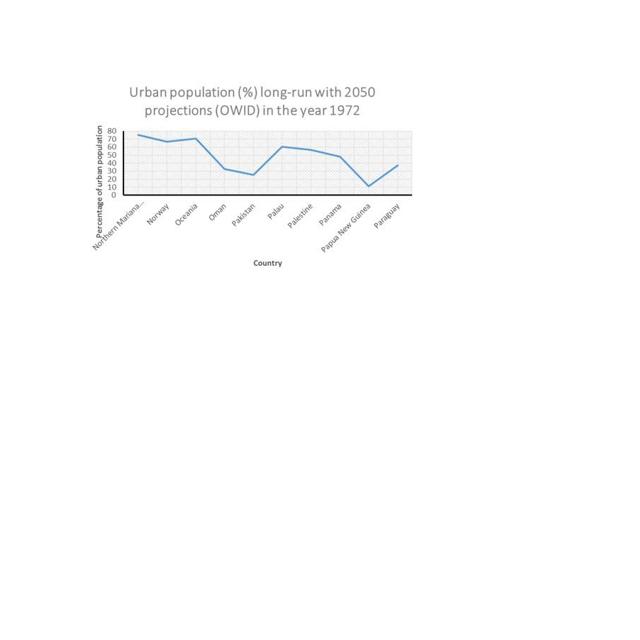 Urban population (%) long-run with 2050
projections (OWID) in the year 1972
Percentage of urban population
80
70
60
50
40
30
20
10
0
Northern Mariana...
Norway
Oceania
Oman
Pakistan
Palau
Palestine
Panama
Papua New Guinea
Paraguay
Country